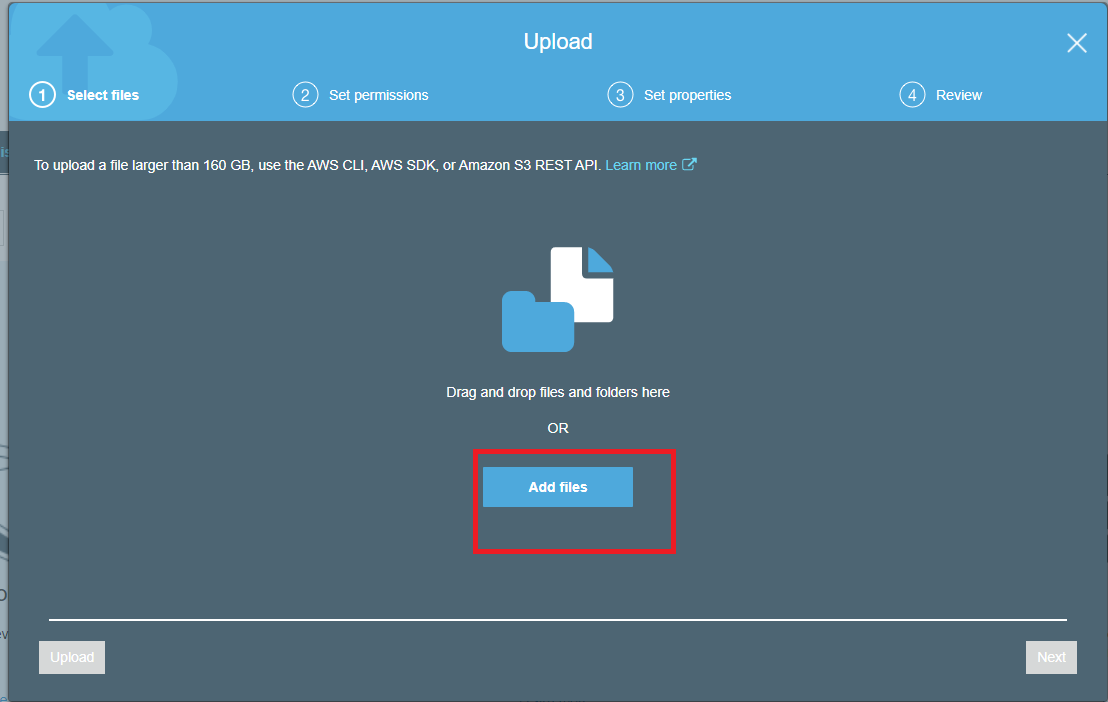 Upload
1 Select files
2 Set permissions
3 Set properties
4 Review
To upload a file larger than 160 GB, use the AWS CLI, AWS SDK, or Amazon S3 REST API. Learn more
Drag and drop files and folders here
OR
Add files
Upload
Next